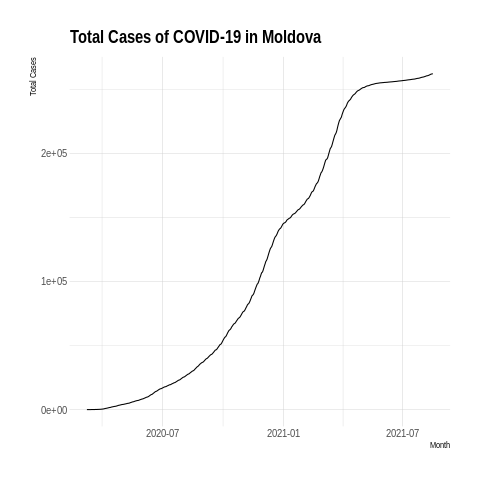 Total Cases of COVID-19 in Moldova
Total Cases
2e+05
1e+05
0e+00
2020-07 2021-01 2021-07
Month